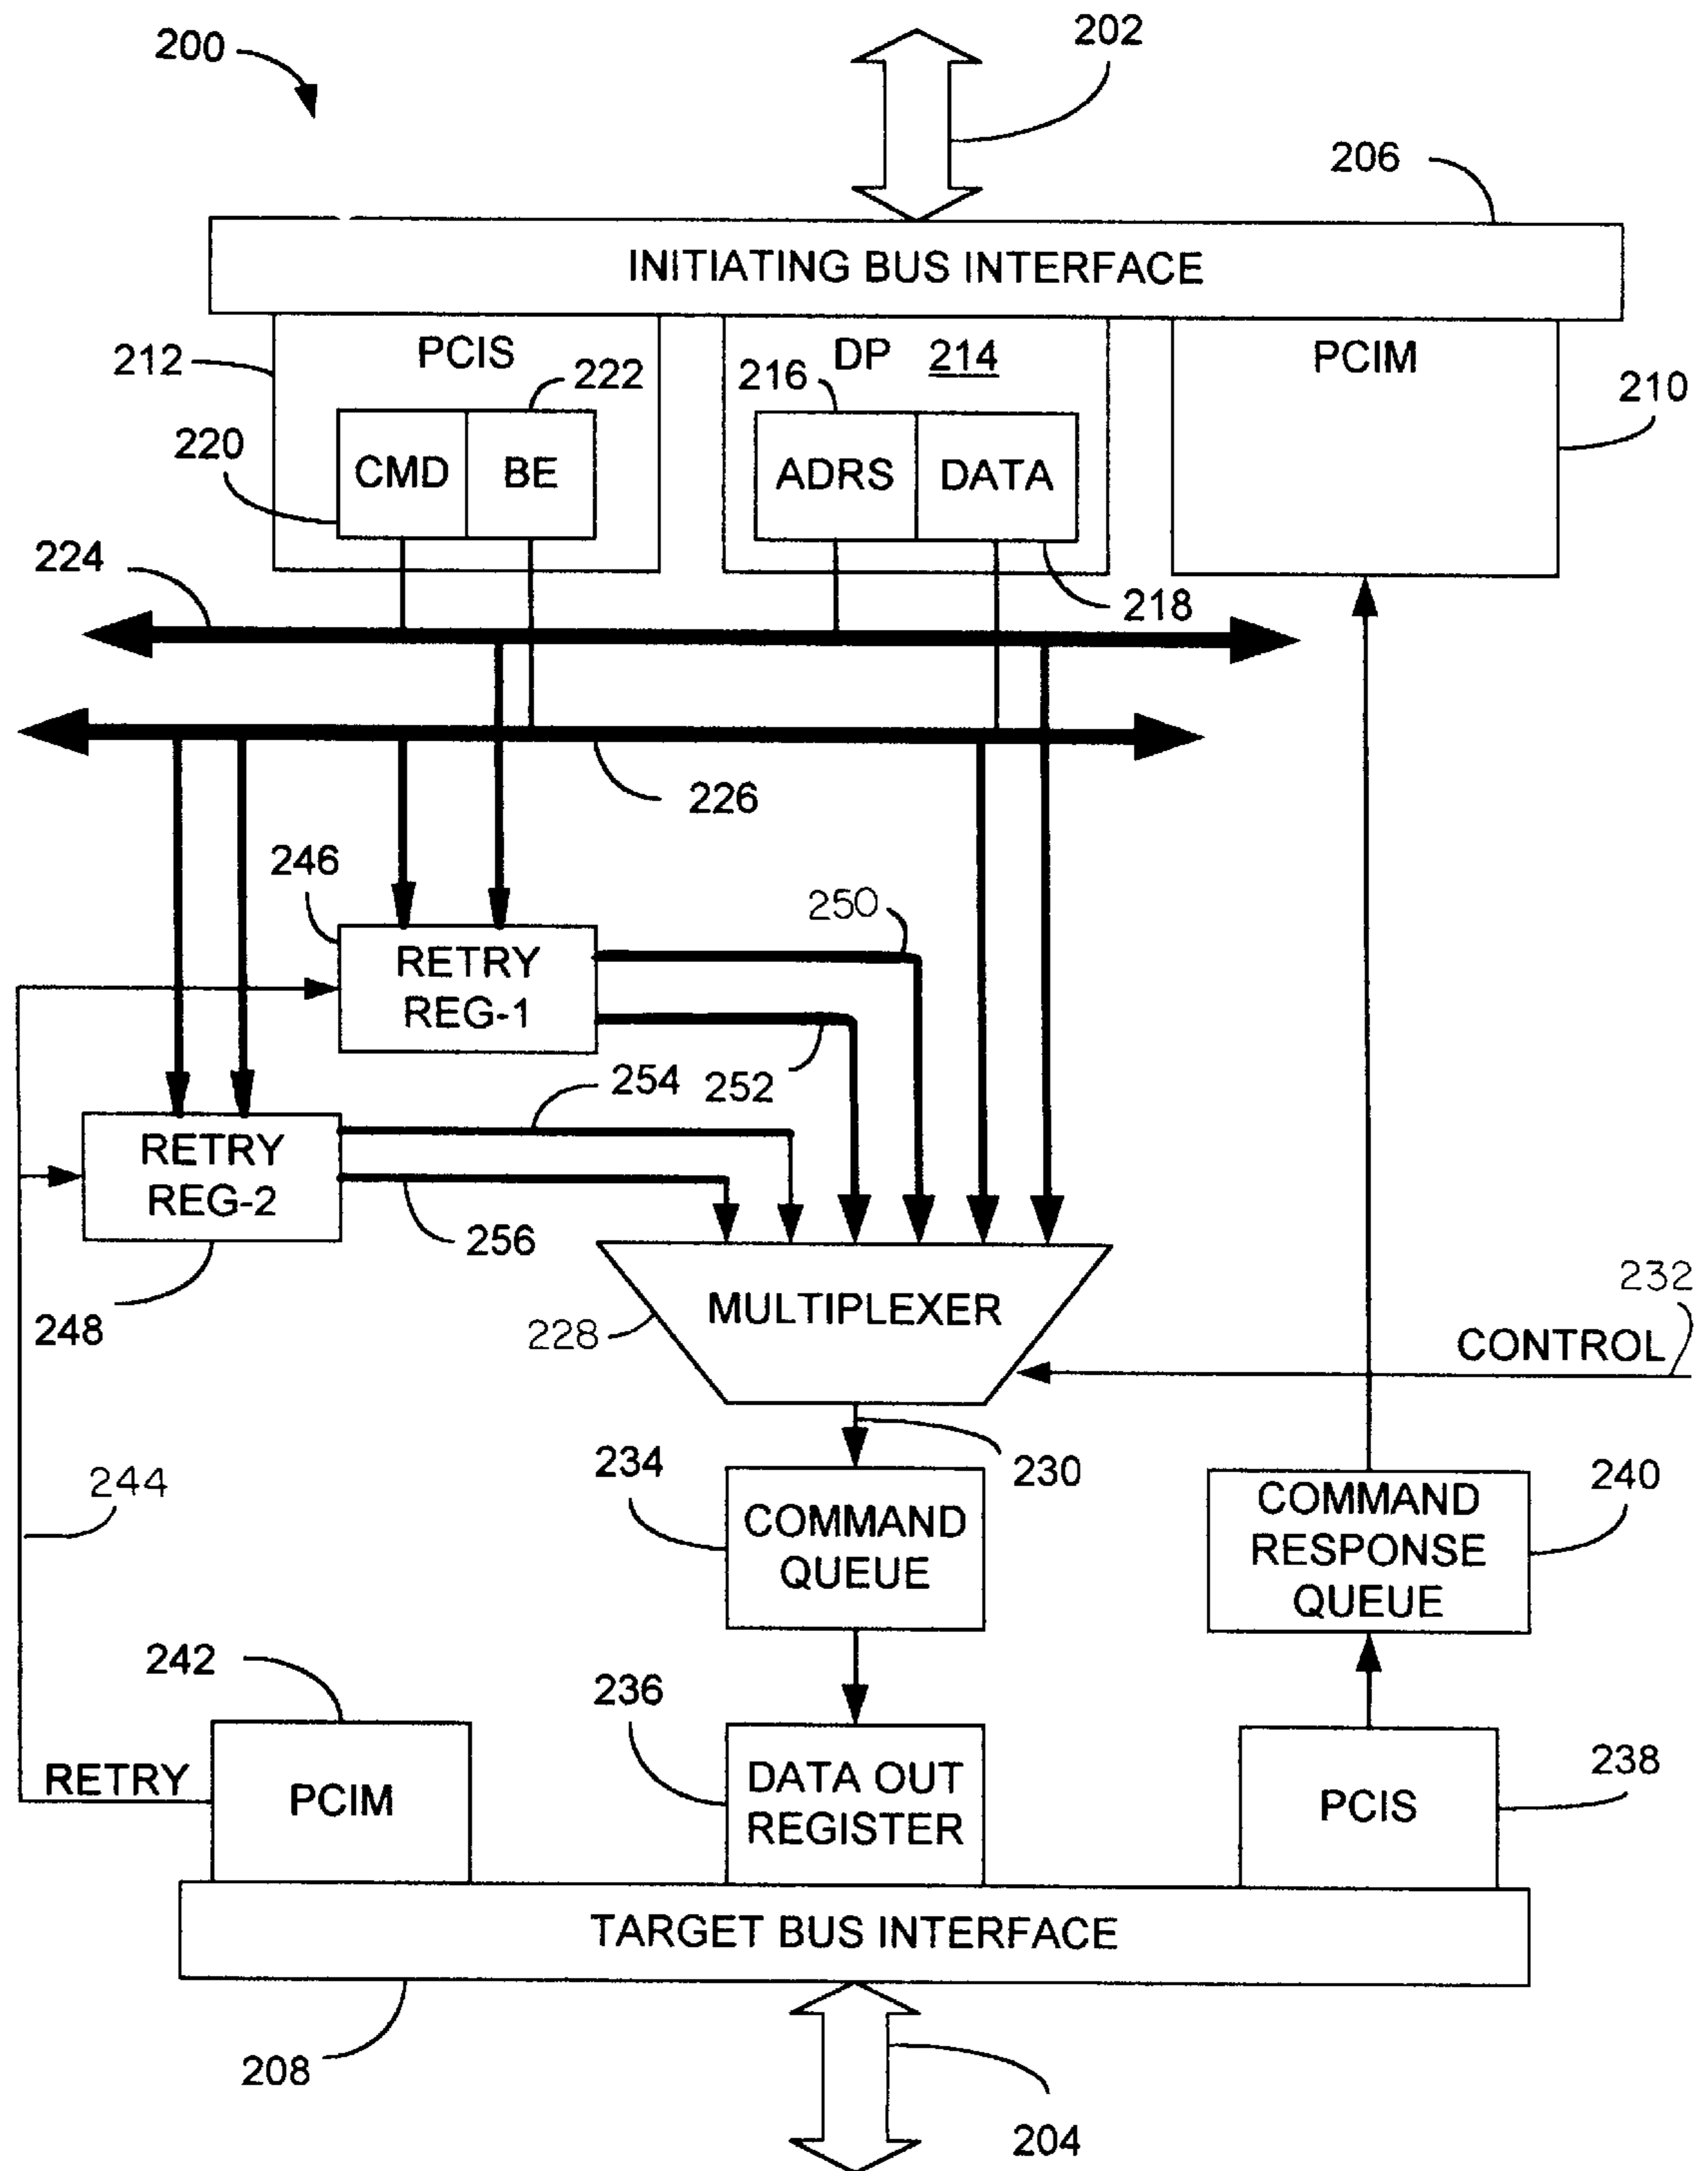 200
202
206
INITIATING BUS INTERFACE
212
PCIS
222
DP 214
216
PCIM
210
220
CMD
BE
ADRS
DATA
224
218
226
246
250
RETRY
REG-1
254
252
RETRY
REG-2
256
248
MULTIPLEXER
228
232
CONTROL
244
234
230
240
COMMAND
QUEUE
COMMAND
RESPONSE
QUEUE
242
236
RETRY
PCIM
DATA OUT
REGISTER
PCIS
238
TARGET BUS INTERFACE
208
204